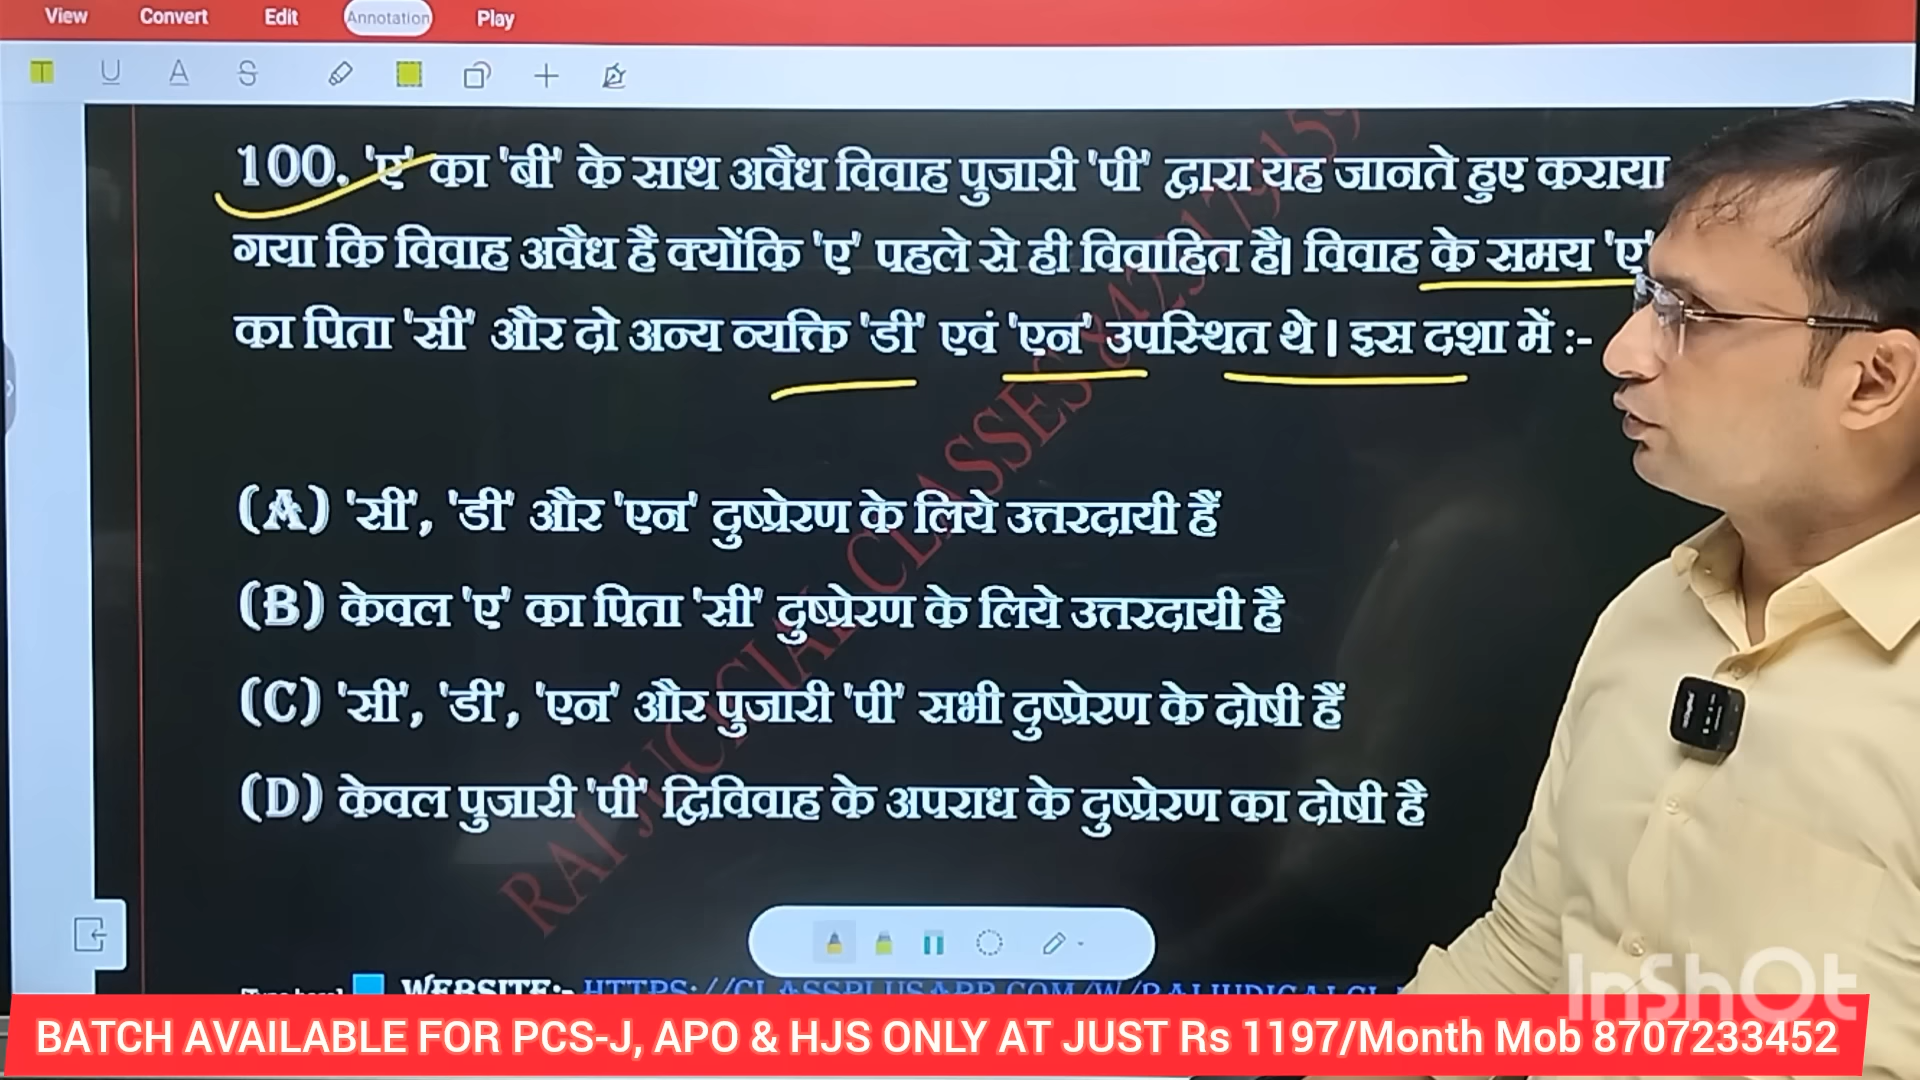 View Convert Edit Annotation Play
100. 'ए' का 'बी' के साथ अवैध विवाह पुजारी 'पी' द्वारा यह जानते हुए कराया
गया कि विवाह अवैध है क्योंकि 'ए' पहले से ही विवाहित है। विवाह के समय 'ए'
का पिता 'सी' और दो अन्य व्यक्ति 'डी' एवं 'एन' उपस्थित थे | इस दशा में :-
(A) 'सी', 'डी' और 'एन' दुष्प्रेरण के लिये उत्तरदायी हैं
(B) केवल 'ए' का पिता 'सी' दुष्प्रेरण के लिये उत्तरदायी है
(C) 'सी', 'डी', 'एन' और पुजारी 'पी' सभी दुष्प्रेरण के दोषी हैं
(D) केवल पुजारी 'पी' द्विविवाह के अपराध के दुष्प्रेरण का दोषी है
WEBSITE:-
InShOt
BATCH AVAILABLE FOR PCS-J, APO & HJS ONLY AT JUST Rs 1197/Month Mob 8707233452